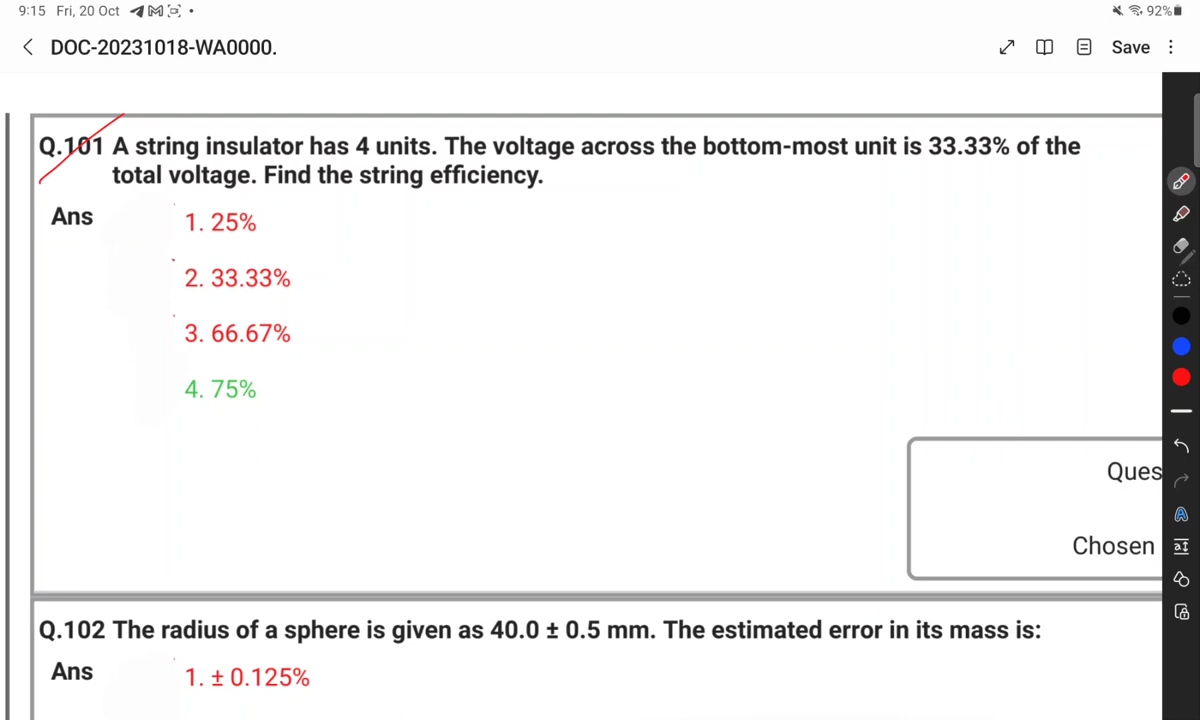 9:15 Fri, 20 Oct
92%
DOC-20231018-WA0000.
Save
Q.101 A string insulator has 4 units. The voltage across the bottom-most unit is 33.33% of the
total voltage. Find the string efficiency.
Ans
1. 25%
2. 33.33%
3. 66.67%
4. 75%
Ques
Chosen
Q.102 The radius of a sphere is given as 40.0 ± 0.5 mm. The estimated error in its mass is:
Ans
1. ± 0.125%